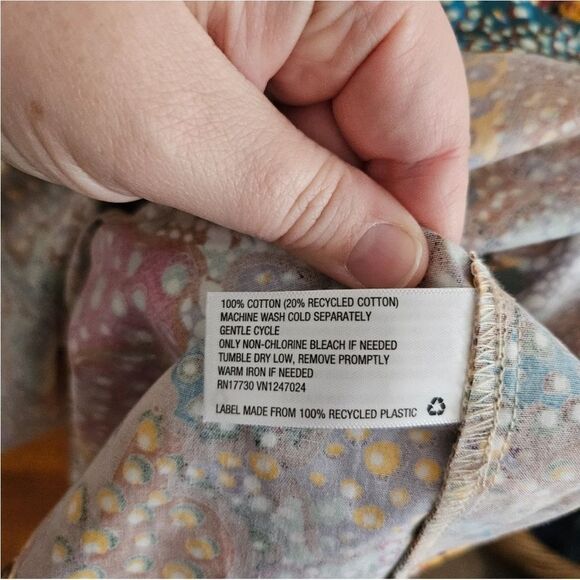 100% COTTON (20% RECYCLED COTTON)
MACHINE WASH COLD SEPARATELY
GENTLE CYCLE
ONLY NON-CHLORINE BLEACH IF NEEDED
TUMBLE DRY LOW, REMOVE PROMPTLY
WARM IRON IF NEEDED
RN17730 VN1247024
LABEL MADE FROM 100% RECYCLED PLASTIC